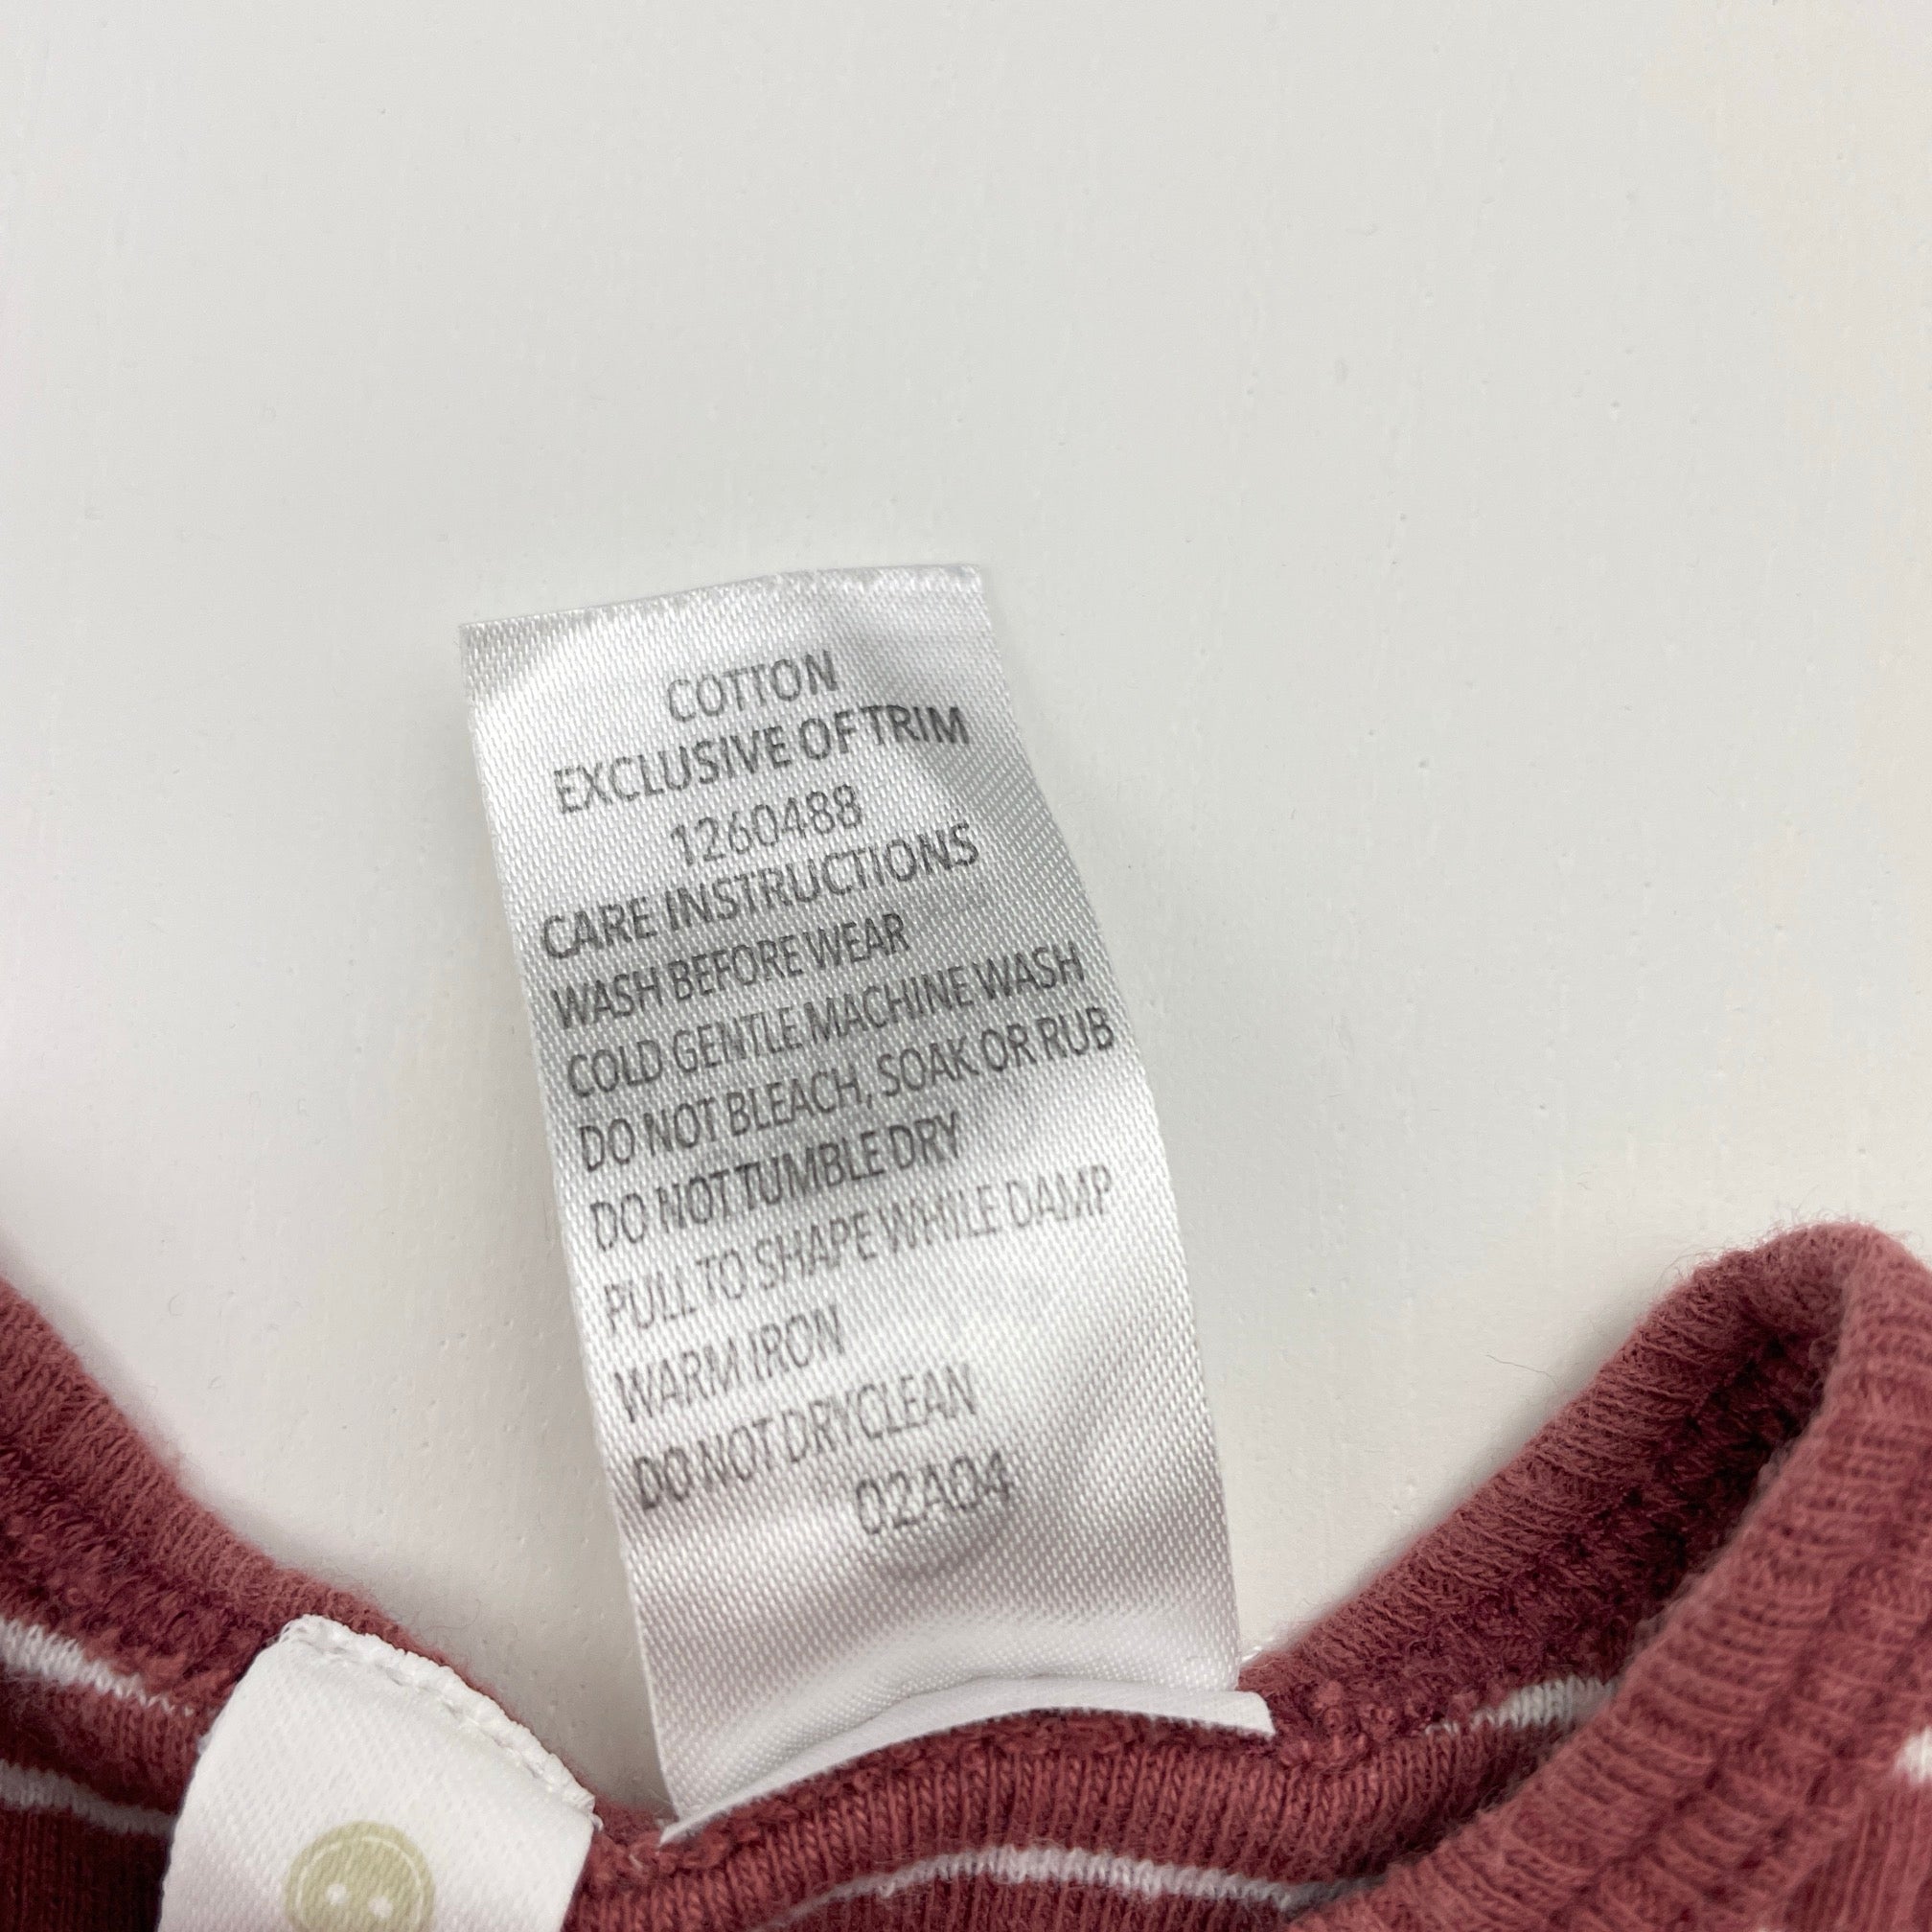 COTTON
EXCLUSIVE OF TRIM
1260488
CARE INSTRUCTIONS
WASH BEFORE WEAR
COLD GENTLE MACHINE WASH
DO NOT BLEACH, SOAK OR RUB
DO NOT TUMBLE DRY
PULL TO SHAPE WHILE DAMP
WARM IRON
DO NOT DRYCLEAN
02A04